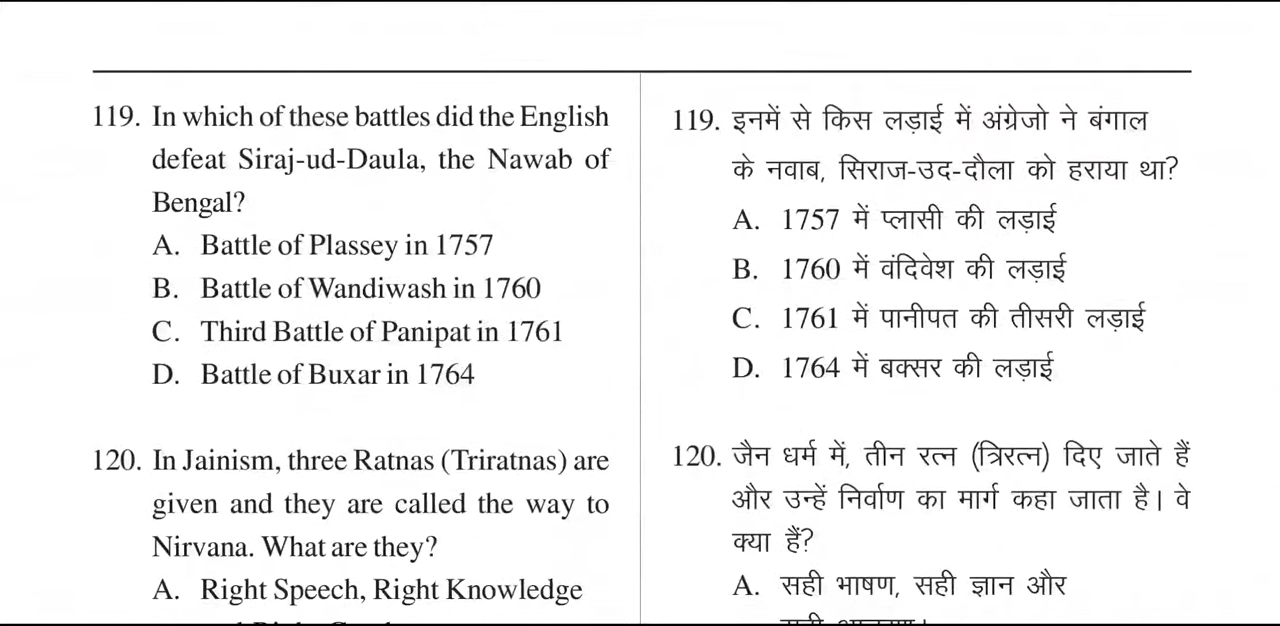 119. In which of these battles did the English
defeat Siraj-ud-Daula, the Nawab of
Bengal?
A. Battle of Plassey in 1757
B. Battle of Wandiwash in 1760
C. Third Battle of Panipat in 1761
D. Battle of Buxar in 1764
120. In Jainism, three Ratnas (Triratnas) are
given and they are called the way to
Nirvana. What are they?
A. Right Speech, Right Knowledge
119. इनमें से किस लड़ाई में अंग्रेजो ने बंगाल
के नवाब, सिराज-उद-दौला को हराया था?
A. 1757 में प्लासी की लड़ाई
B. 1760 में वंदिवेश की लड़ाई
C. 1761 में पानीपत की तीसरी लड़ाई
D. 1764 में बक्सर की लड़ाई
120. जैन धर्म में, तीन रत्न (त्रिरत्न) दिए जाते हैं
और उन्हें निर्वाण का मार्ग कहा जाता है। वे
क्या हैं?
A. सही भाषण, सही ज्ञान और